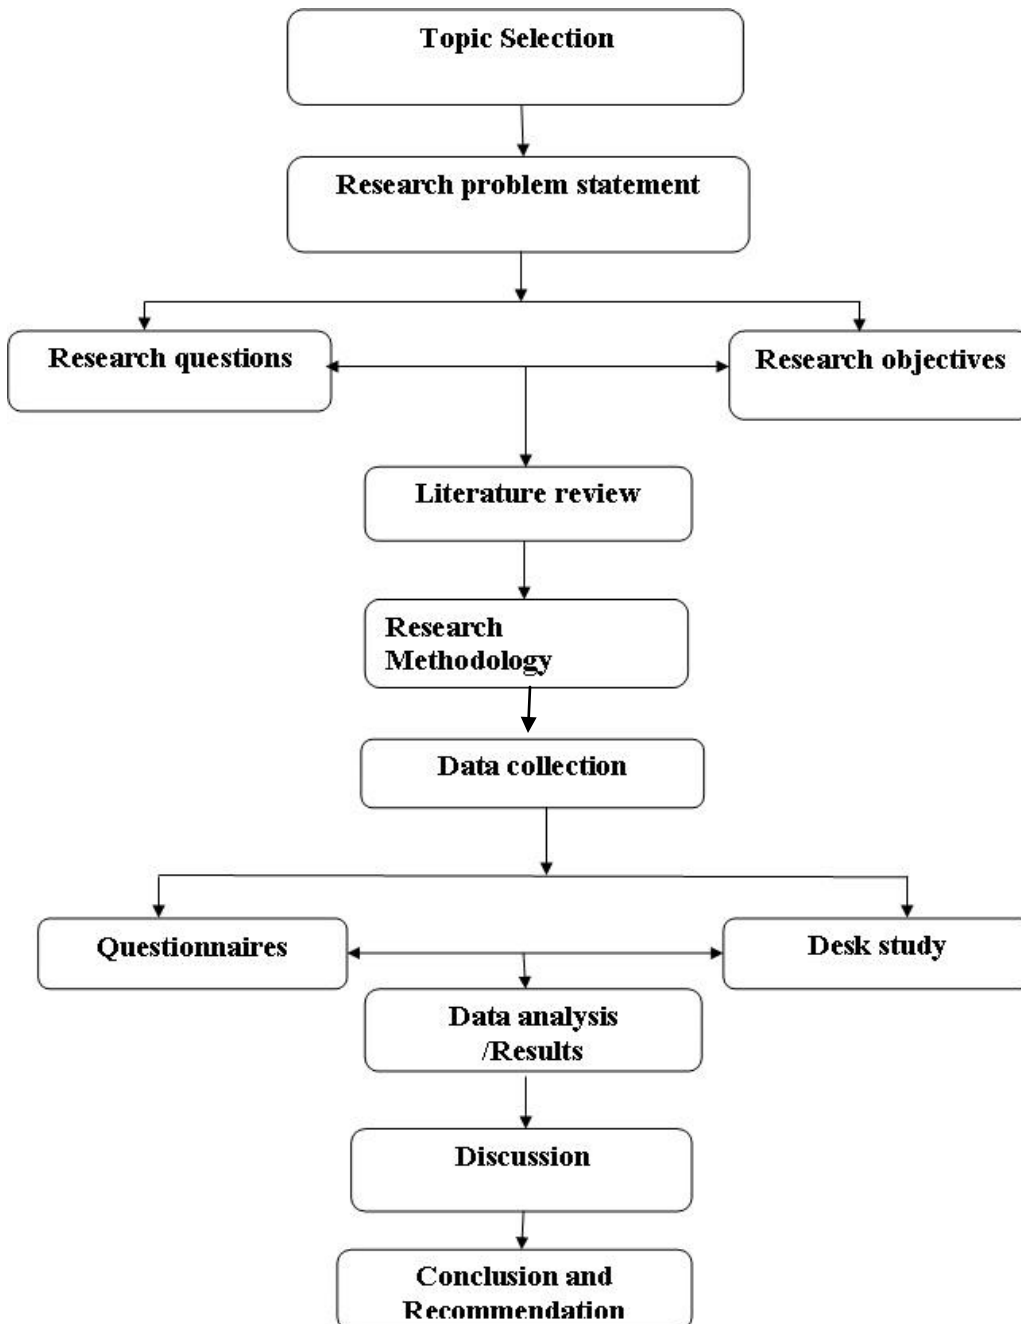 Topic Selection
Research problem statement
Research questions
Research objectives
Literature review
Research
Methodology
Data collection
Questionnaires
Desk study
Data analysis
/Results
Discussion
Conclusion and
Recommendation